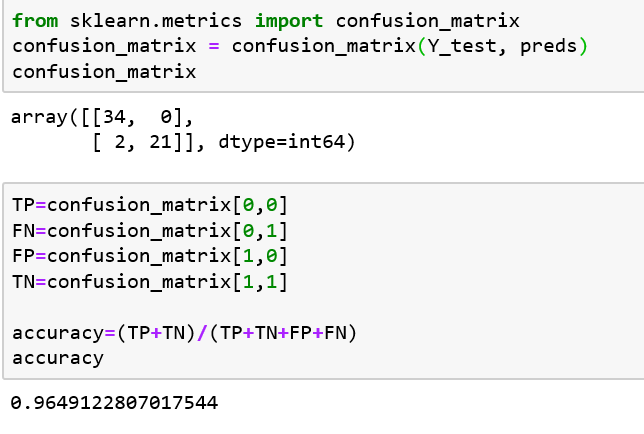 from sklearn.metrics import confusion_matrix
confusion_matrix = confusion_matrix(Y_test, preds)
confusion_matrix
array([[34,  0],
       [ 2, 21]], dtype=int64)
TP=confusion_matrix[0,0]
FN=confusion_matrix[0,1]
FP=confusion_matrix[1,0]
TN=confusion_matrix[1,1]
accuracy=(TP+TN)/(TP+TN+FP+FN)
accuracy
0.9649122807017544